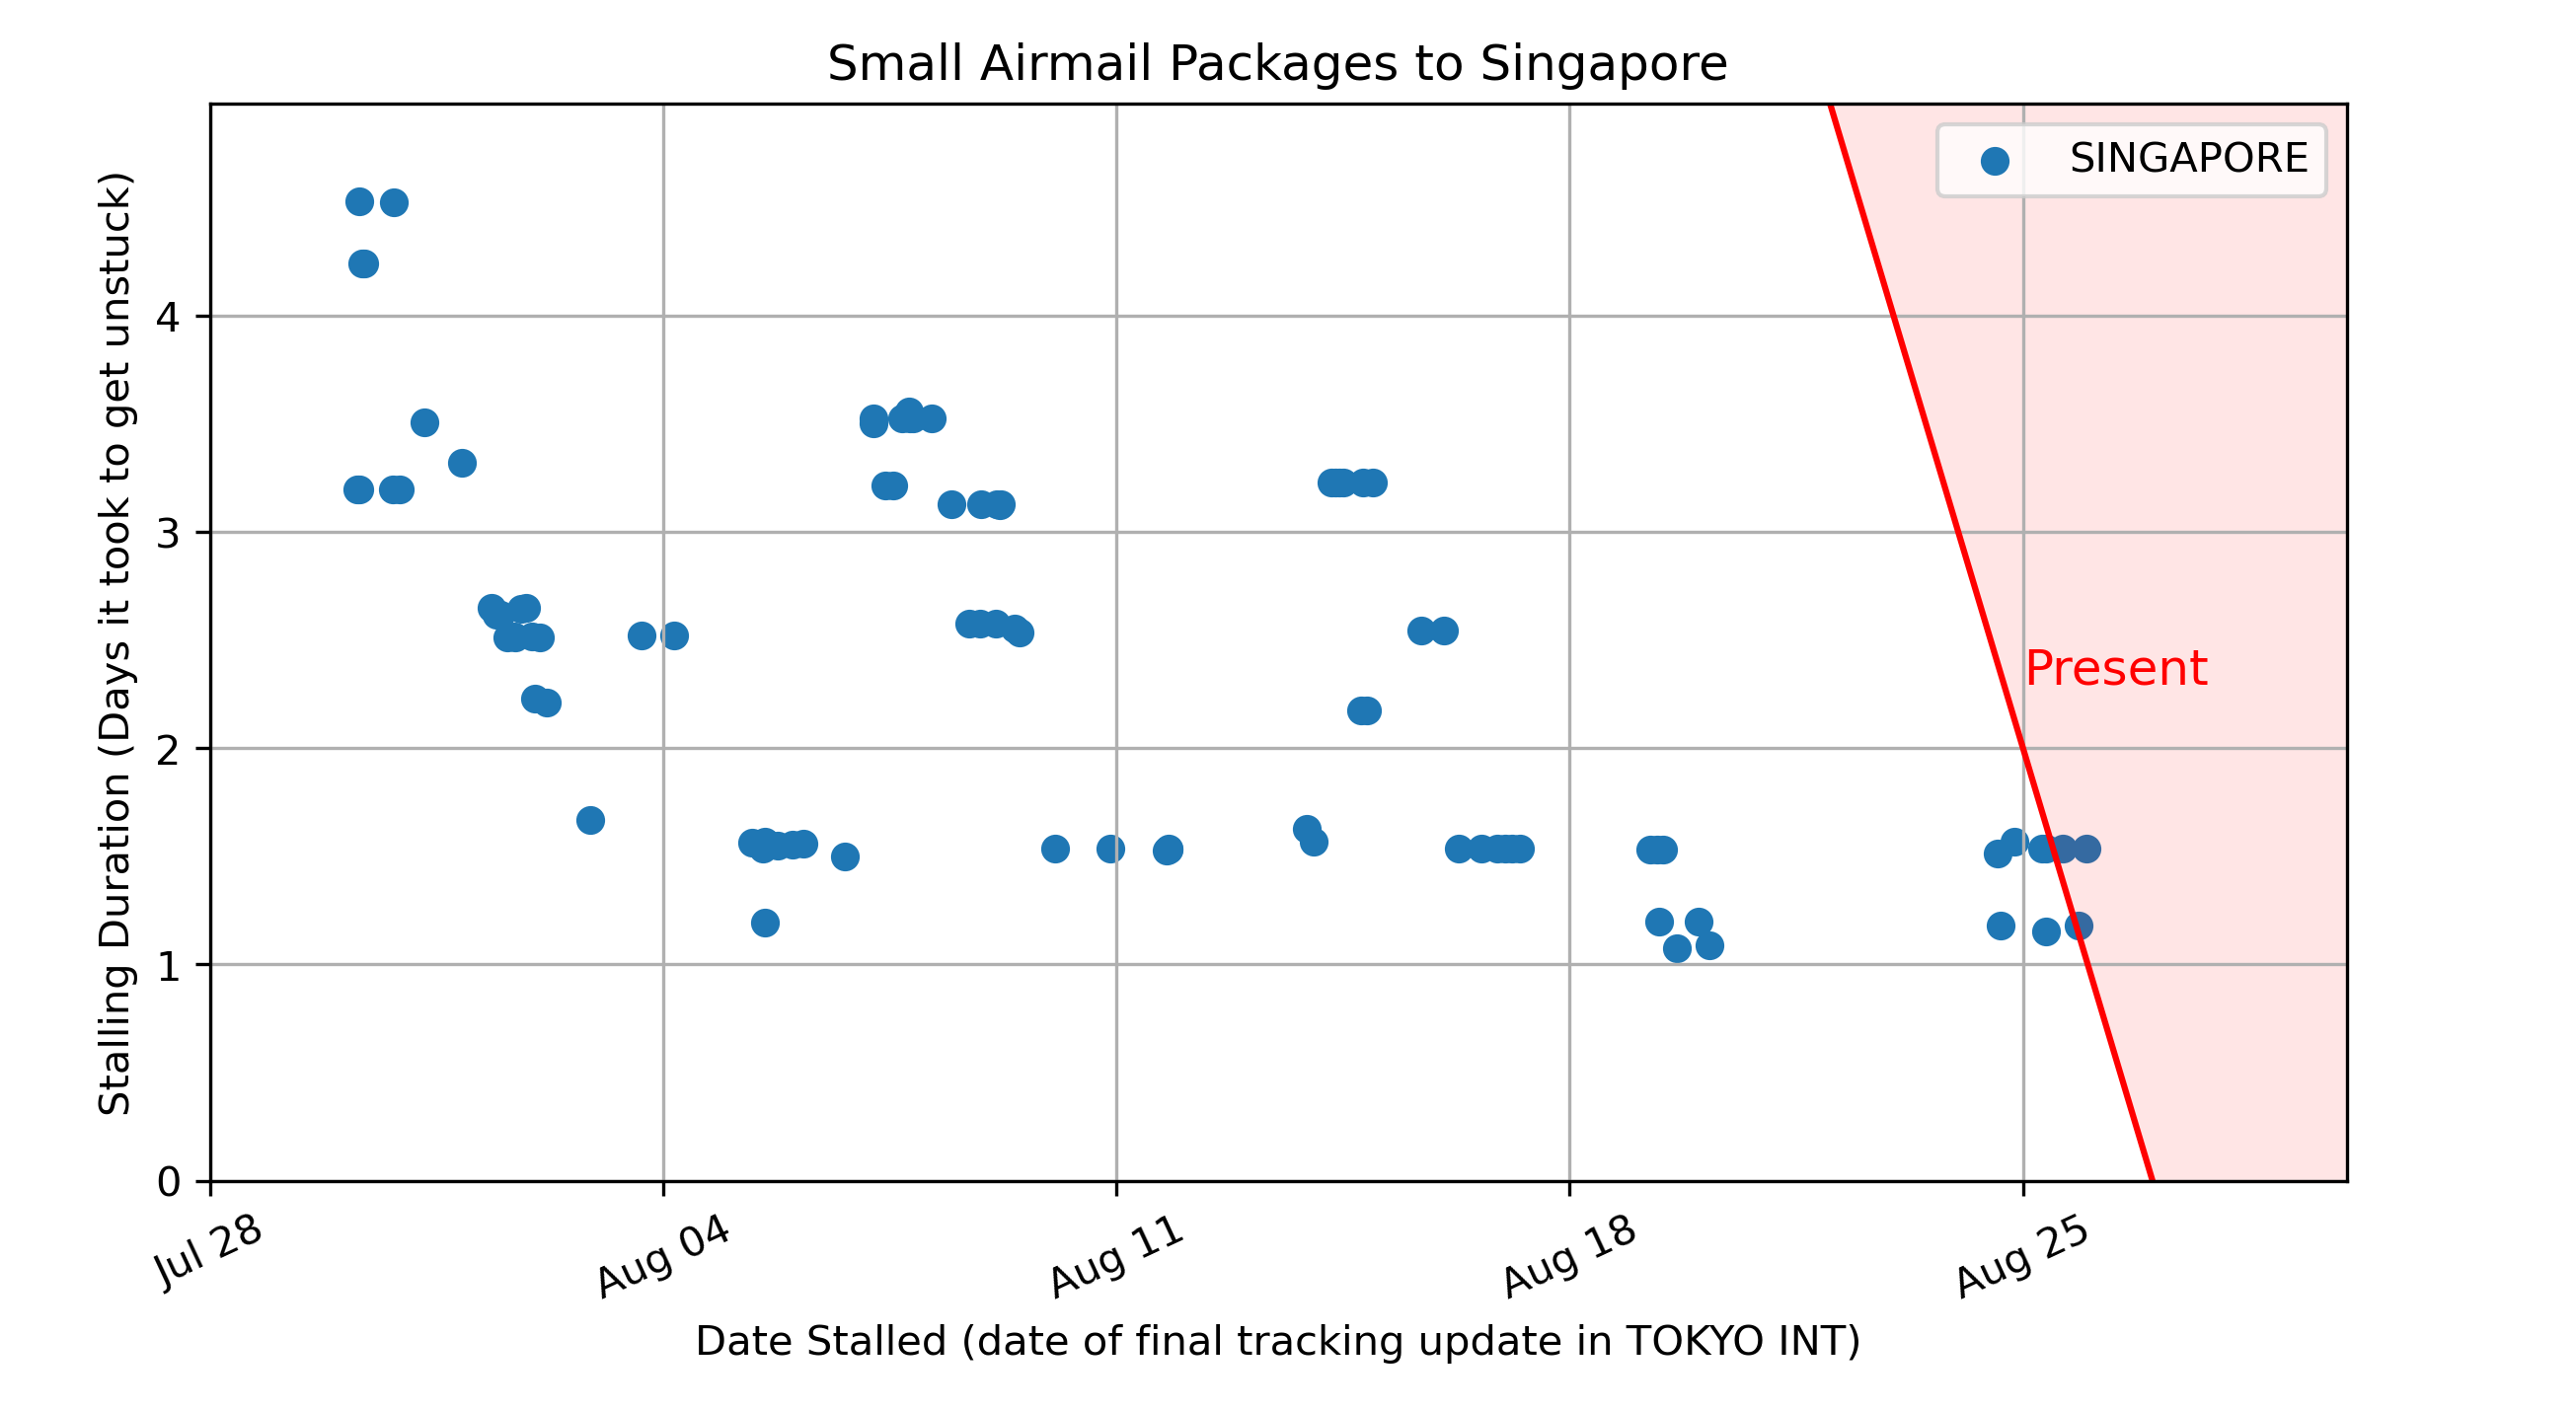 Small Airmail Packages to Singapore
SINGAPORE
Stalling Duration (Days it took to get unstuck)
4
3
2
1
0
Present
Jul 28
Aug 04
Aug 11
Aug 18
Aug 25
Date Stalled (date of final tracking update in TOKYO INT)